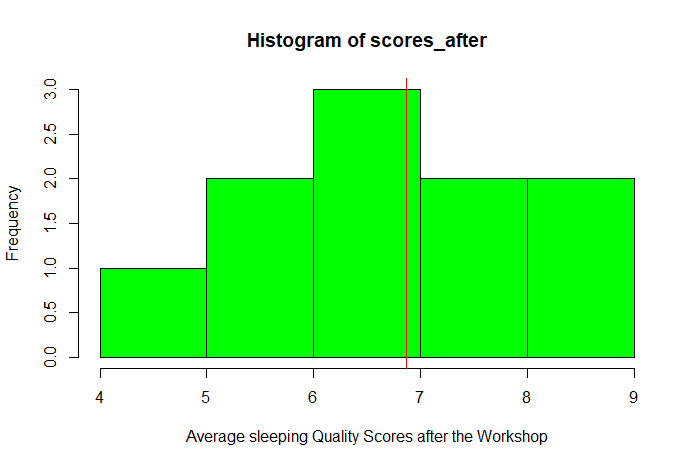 Histogram of scores_after
Frequency
3.0
2.5
2.0
1.5
1.0
0.5
0.0
4 5 6 7 8 9
Average sleeping Quality Scores after the Workshop